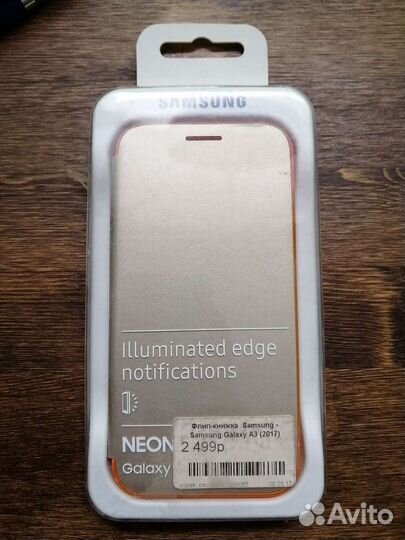 SAMSUNG
Illuminated edge
notifications
NEON
Galaxy
Флип-книжка Samsung -
Samsung Galaxy A3 (2017)
2 499р.
Avito